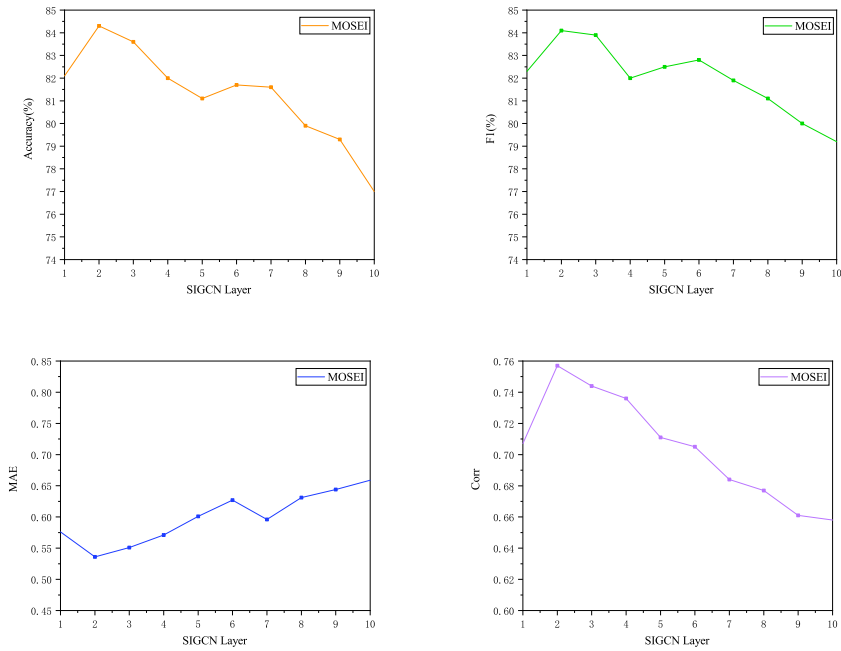 85
84
83
82
81
80
79
78
77
76
75
74
Accuracy(%)
MOSEI
1 2 3 4 5 6 7 8 9 10
SIGCN Layer
85
84
83
82
81
80
79
78
77
76
75
74
F1(%)
MOSEI
1 2 3 4 5 6 7 8 9 10
SIGCN Layer
0.85
0.80
0.75
0.70
0.65
0.60
0.55
0.50
0.45
MAE
MOSEI
1 2 3 4 5 6 7 8 9 10
SIGCN Layer
0.76
0.74
0.72
0.70
0.68
0.66
0.64
0.62
0.60
Corr
MOSEI
1 2 3 4 5 6 7 8 9 10
SIGCN Layer